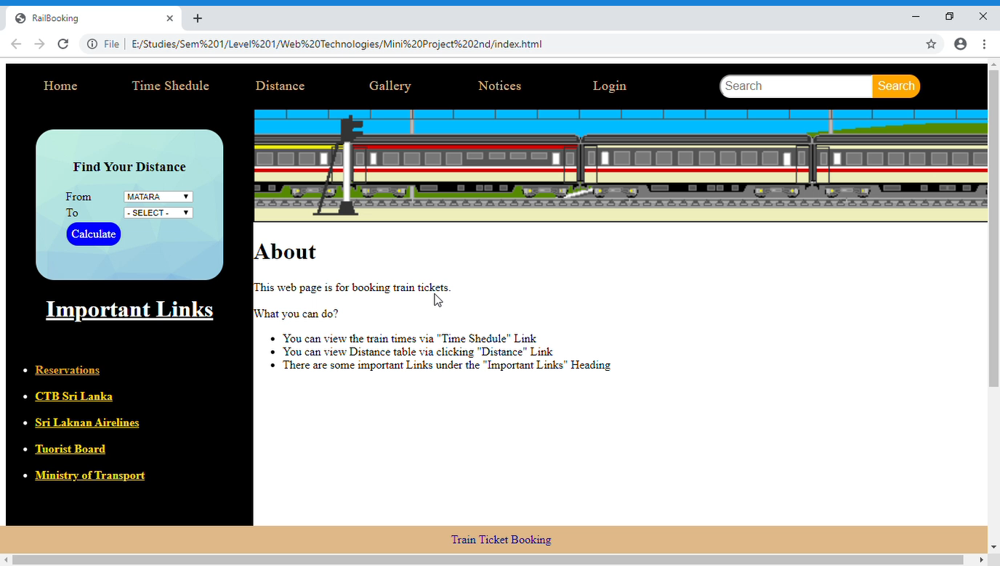 RailBooking
File E:/Studies/Sem%201/Level%201/Web%20Technologies/Mini%20Project%202nd/index.html
Home Time Shedule Distance Gallery Notices Login Search Search
Find Your Distance
From MATARA
To - SELECT -
Calculate
Important Links
Reservations
CTB Sri Lanka
Sri Laknan Airelines
Tuorist Board
Ministry of Transport
About
This web page is for booking train tickets.
What you can do?
You can view the train times via "Time Shedule" Link
You can view Distance table via clicking "Distance" Link
There are some important Links under the "Important Links" Heading
Train Ticket Booking